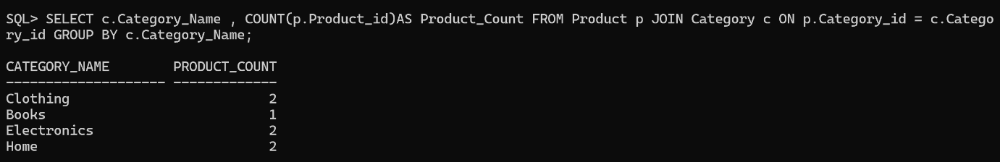 SQL> SELECT c.Category_Name , COUNT(p.Product_id)AS Product_Count FROM Product p JOIN Category c ON p.Category_id = c.Catego
ry_id GROUP BY c.Category_Name;
CATEGORY_NAME        PRODUCT_COUNT
-------------------- -------------
Clothing                         2
Books                            1
Electronics                      2
Home                             2